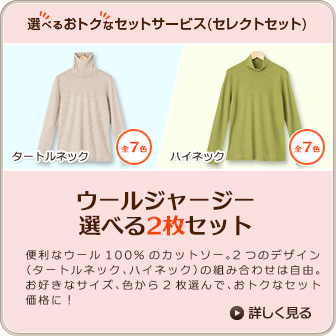 選べるおトクなセットサービス(セレクトセット)
全7色
全7色
タートルネック
ハイネック
ウールジャージー
選べる2枚セット
便利なウール100%のカットソー。2つのデザイン
(タートルネック、ハイネック)の組み合わせは自由。
お好きなサイズ、色から2枚選んで、おトクなセット
価格に!
詳しく見る